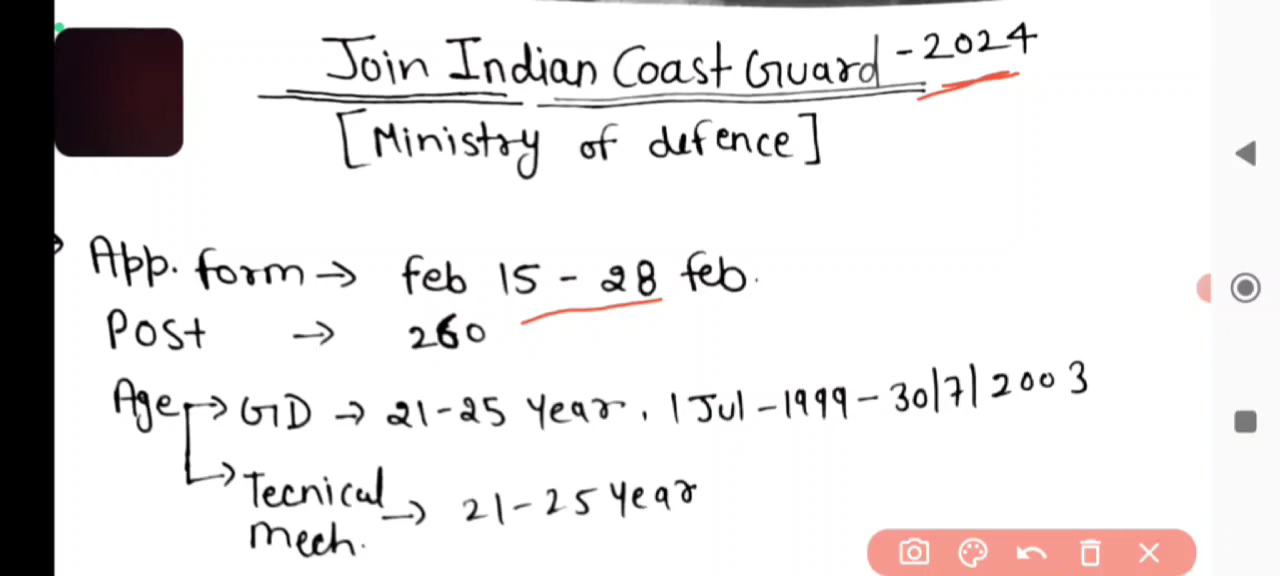 Join Indian Coast Guard - 2024
[Ministry of defence]
App. form → feb 15 - 28 feb.
Post → 260
Age → GD → 21-25 Year. 1 Jul - 1999 - 30/7/2003
→ Tecnical → 21-25 Year
Mech.